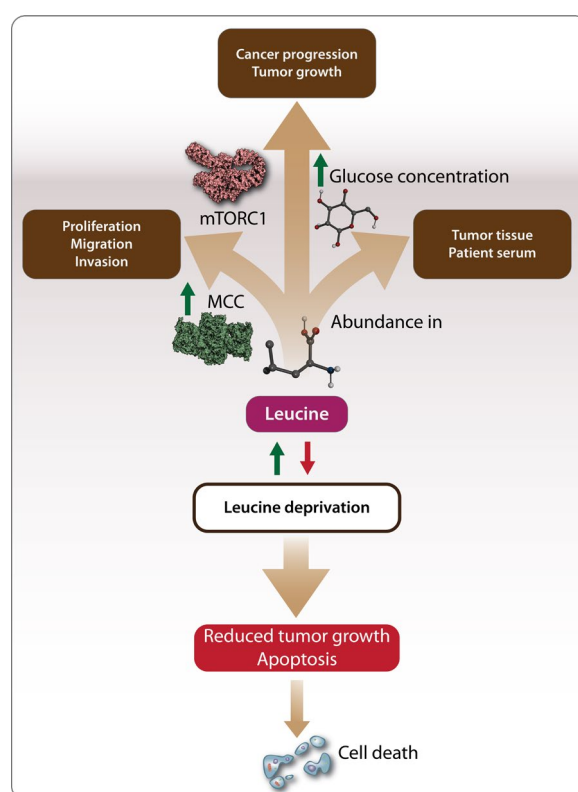 Cancer progression
Tumor growth
mTORC1
Glucose concentration
Proliferation
Migration
Invasion
Tumor tissue
Patient serum
MCC
Abundance in
Leucine
Leucine deprivation
Reduced tumor growth
Apoptosis
Cell death